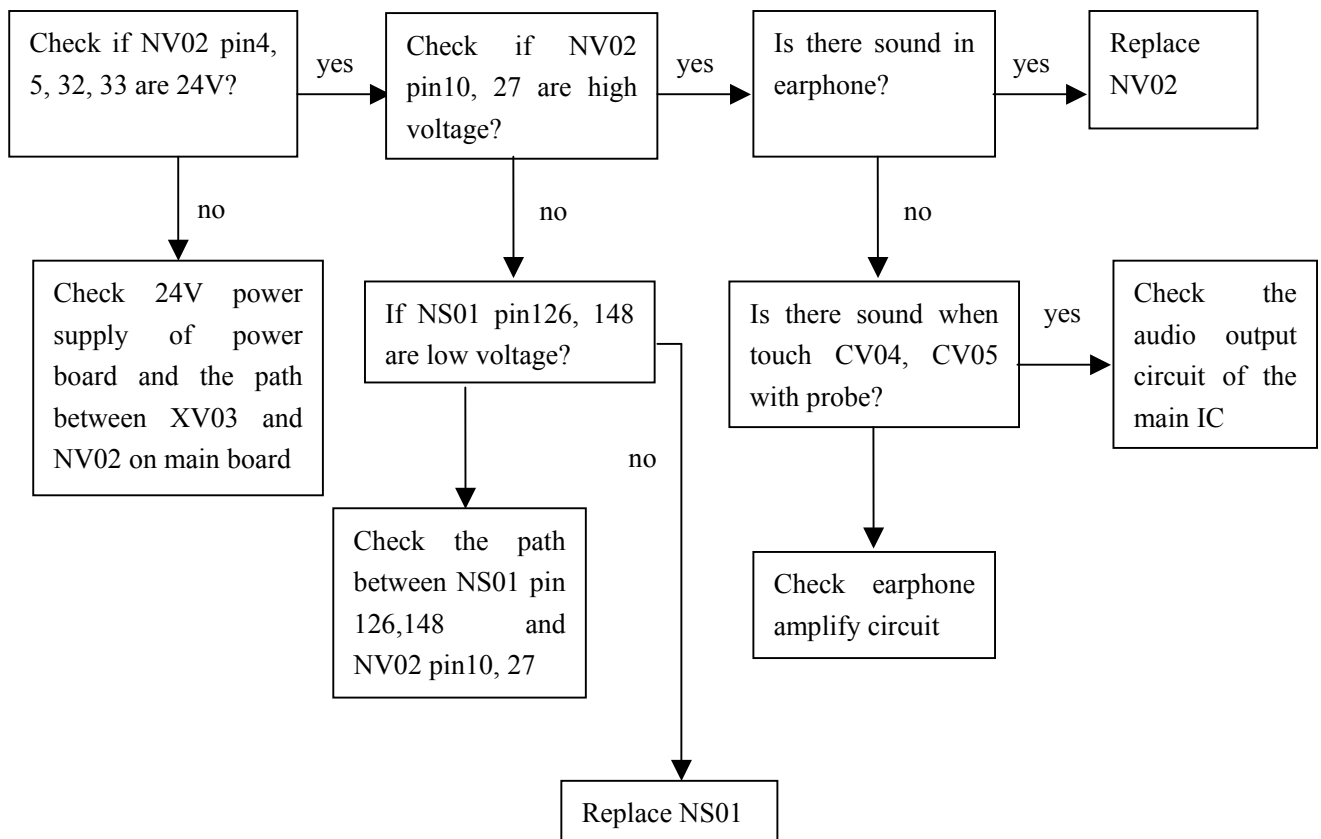 Check if NV02 pin4,
5, 32, 33 are 24V?
yes
Check if NV02
pin10, 27 are high
voltage?
yes
Is there sound in
earphone?
yes
Replace
NV02
no
no
no
Check 24V power
supply of power
board and the path
between XV03 and
NV02 on main board
If NS01 pin126, 148
are low voltage?
Is there sound when
touch CV04, CV05
with probe?
yes
Check the
audio output
circuit of the
main IC
no
Check the path
between NS01 pin
126,148 and
NV02 pin10, 27
Check earphone
amplify circuit
Replace NS01